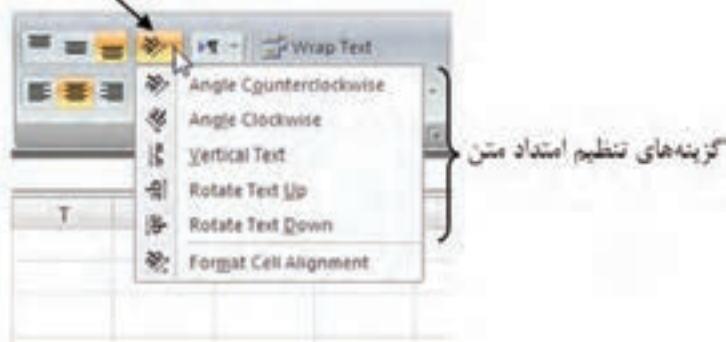 Wrap Text
Angle Counterclockwise
Angle Clockwise
Vertical Text
Rotate Text Up
Rotate Text Down
Format Cell Alignment
گزینه‌های تنظیم امتداد متن
T